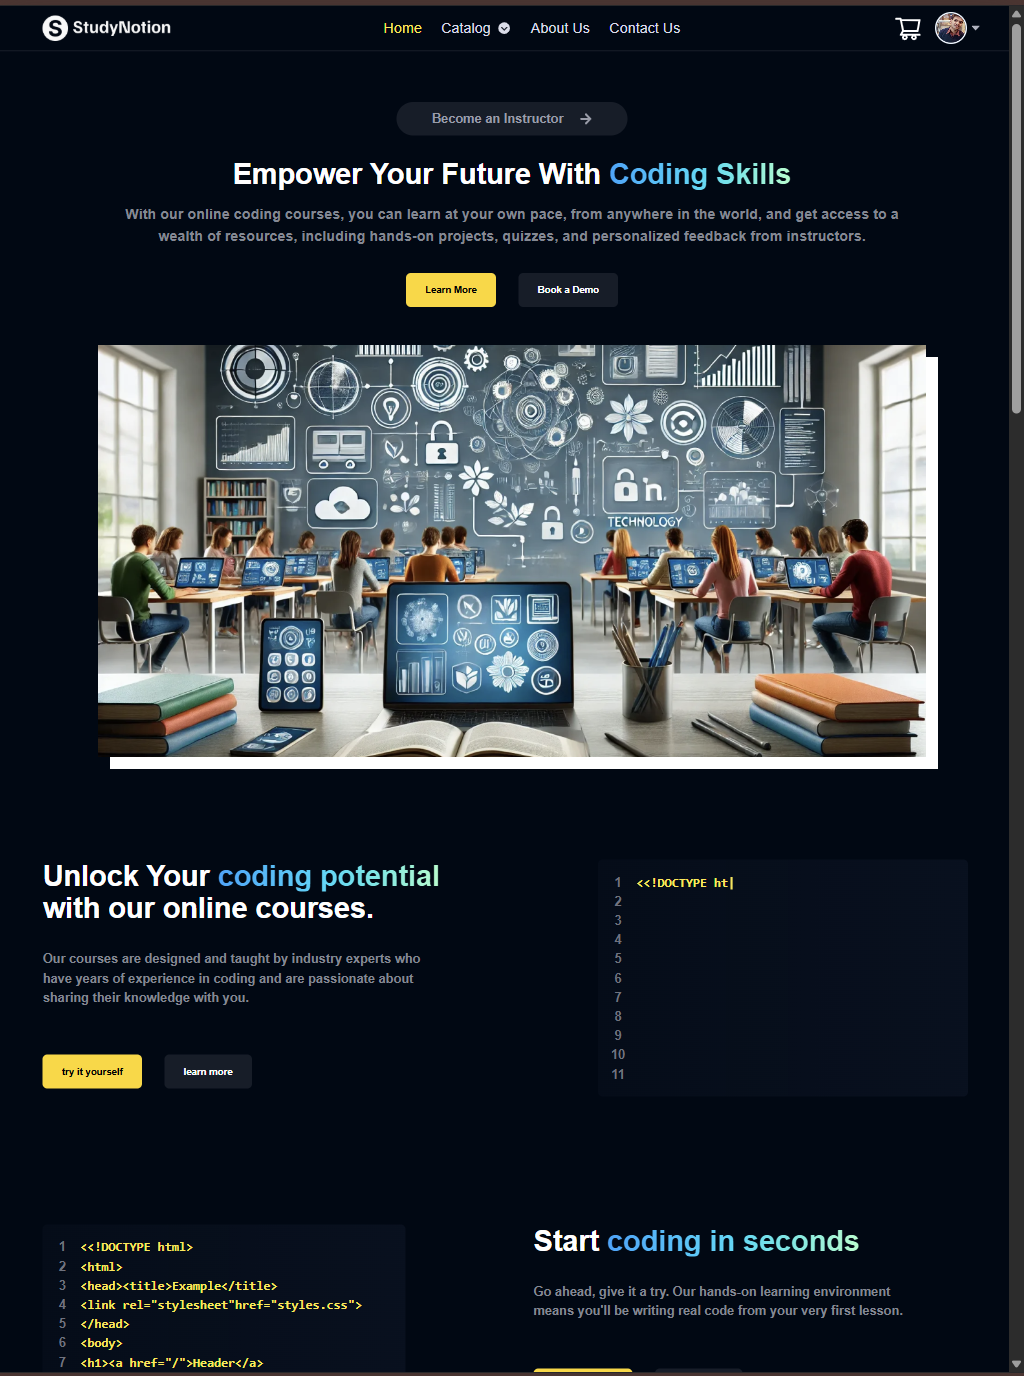 StudyNotion
Home Catalog About Us Contact Us
Become an Instructor
Empower Your Future With Coding Skills
With our online coding courses, you can learn at your own pace, from anywhere in the world, and get access to a
wealth of resources, including hands-on projects, quizzes, and personalized feedback from instructors.
Learn More Book a Demo
TECHNOLOGY
Unlock Your coding potential
with our online courses.
Our courses are designed and taught by industry experts who
have years of experience in coding and are passionate about
sharing their knowledge with you.
try it yourself learn more
1 <<!DOCTYPE ht|
2
3
4
5
6
7
8
9
10
11
1 <<!DOCTYPE html>
2 <html>
3 <head><title>Example</title>
4 <link rel="stylesheet"href="styles.css">
5 </head>
6 <body>
7 <h1><a href="/">Header</a>
Start coding in seconds
Go ahead, give it a try. Our hands-on learning environment
means you'll be writing real code from your very first lesson.